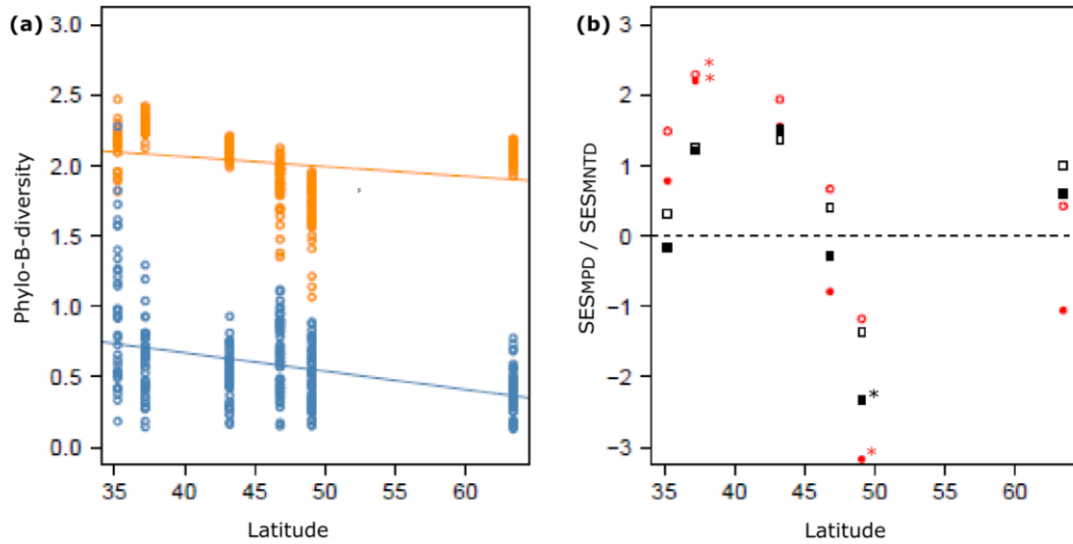 (a)
3.0
2.5
2.0
1.5
1.0
0.5
0.0
Phylo-B-diversity
35 40 45 50 55 60
Latitude
(b)
3
2
1
0
−1
−2
−3
SESMPD / SESMNTD
* 
*
*
*
35 40 45 50 55 60
Latitude